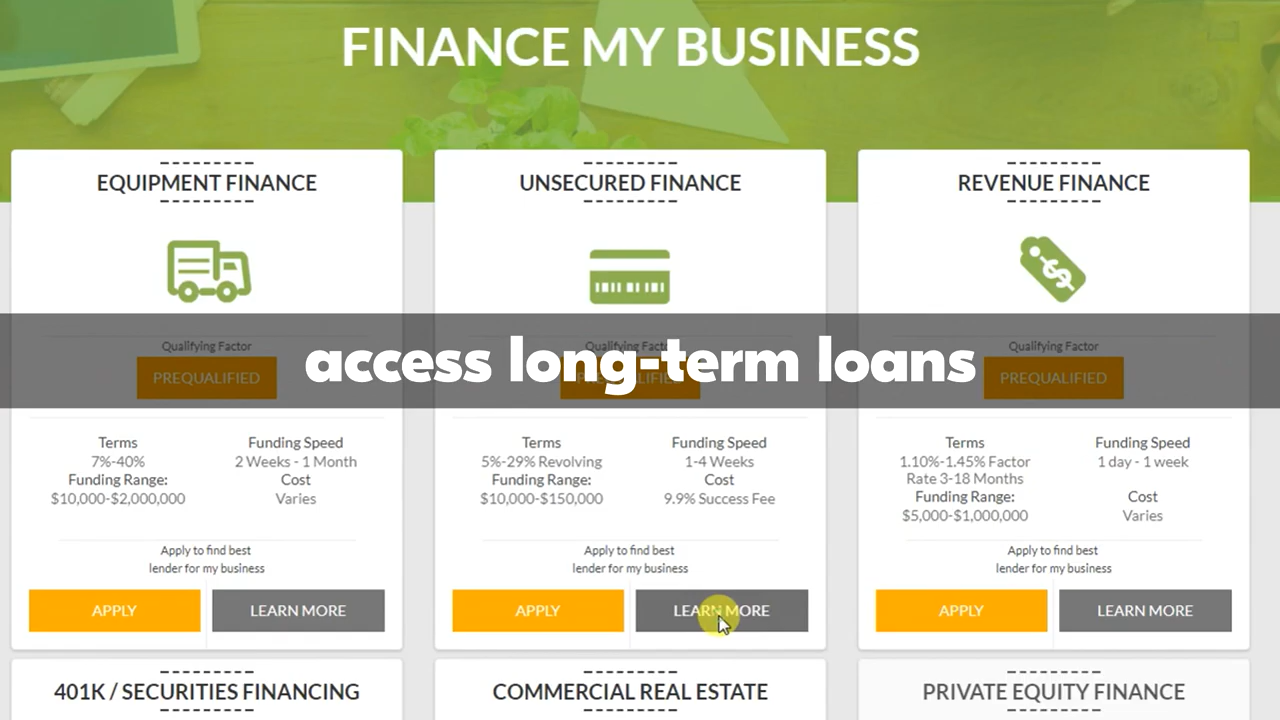 FINANCE MY BUSINESS
EQUIPMENT FINANCE
Qualifying Factor
PREQUALIFIED
Terms
7%-40%
Funding Range:
$10,000-$2,000,000
Funding Speed
2 Weeks - 1 Month
Cost
Varies
Apply to find best
lender for my business
APPLY
LEARN MORE
UNSECURED FINANCE
Qualifying Factor
PREQUALIFIED
Terms
5%-29% Revolving
Funding Range:
$10,000-$150,000
Funding Speed
1-4 Weeks
Cost
9.9% Success Fee
Apply to find best
lender for my business
APPLY
LEARN MORE
REVENUE FINANCE
Qualifying Factor
PREQUALIFIED
Terms
1.10%-1.45% Factor
Rate 3-18 Months
Funding Range:
$5,000-$1,000,000
Funding Speed
1 day - 1 week
Cost
Varies
Apply to find best
lender for my business
APPLY
LEARN MORE
access long-term loans
401K / SECURITIES FINANCING
COMMERCIAL REAL ESTATE
PRIVATE EQUITY FINANCE